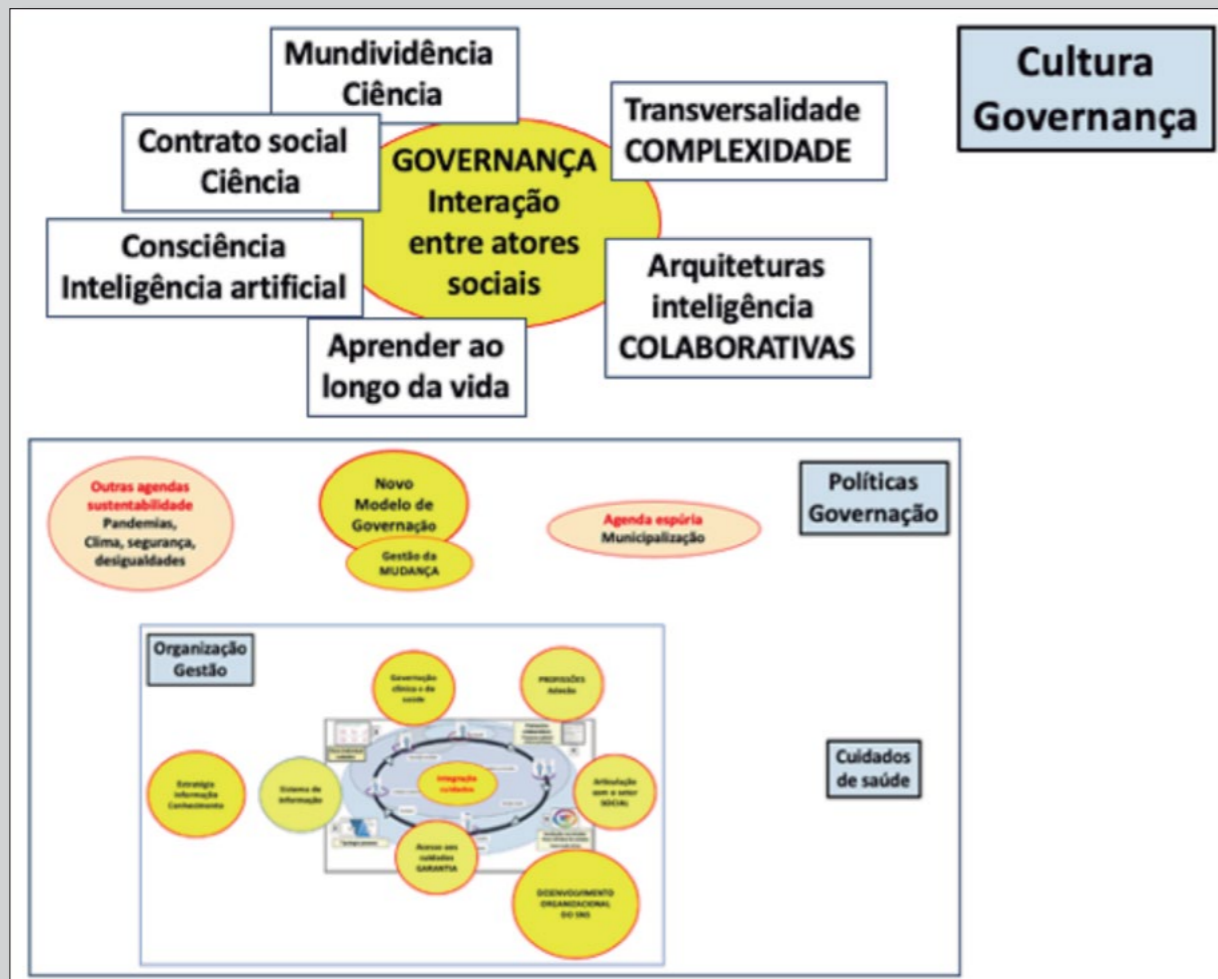 Mundividência
Ciência
Cultura
Governança
Transversalidade
COMPLEXIDADE
Contrato social
Ciência
GOVERNANÇA
Interação
entre atores
sociais
Consciência
Inteligência artificial
Arquiteturas
inteligência
COLABORATIVAS
Aprender ao
longo da vida
Outras agendas
sustentabilidade
Pandemias,
Clima, segurança,
desigualdades
Novo
Modelo de
Governação
Gestão da
MUDANÇA
Agenda espúria
Municipalização
Políticas
Governação
Organização
Gestão
Governação
clínica e de
saúde
PROFISSÕES
Adesão
Estratégia
Informação
Conhecimento
Sistema de
Informação
Integração
cuidados
Articulação
com o setor
SOCIAL
Cuidados
de saúde
Acesso aos
cuidados
GARANTIA
DESENVOLVIMENTO
ORGANIZACIONAL
DO SNS